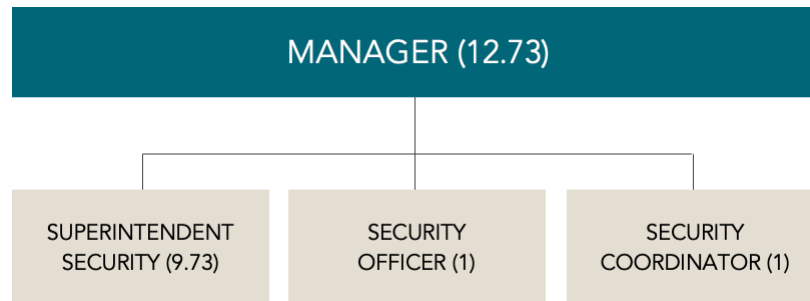 MANAGER (12.73)
SUPERINTENDENT
SECURITY (9.73)
SECURITY
OFFICER (1)
SECURITY
COORDINATOR (1)